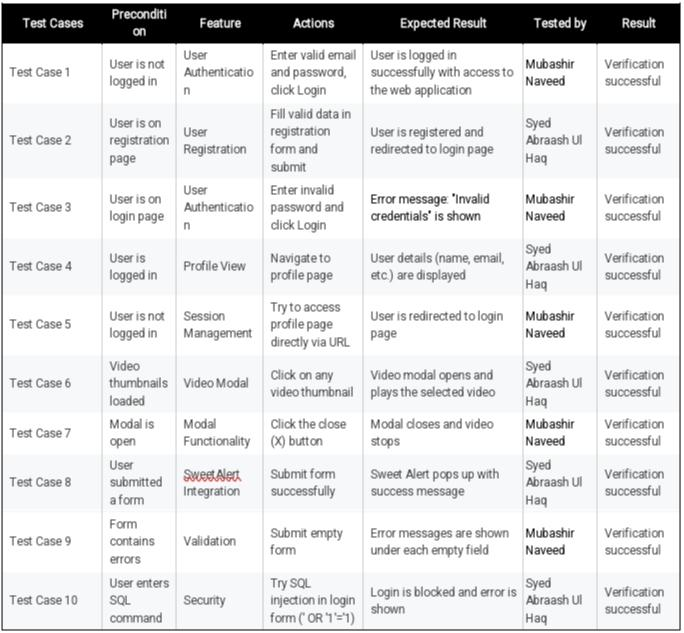 Test Cases Preconditi on Feature Actions Expected Result Tested by Result
Test Case 1 User is not logged in User Authenticatio n Enter valid email and password, click Login User is logged in successfully with access to the web application Mubashir Naveed Verification successful
Test Case 2 User is on registration page User Registration Fill valid data in registration form and submit User is registered and redirected to login page Syed Abraash Ul Haq Verification successful
Test Case 3 User is on login page User Authenticatio n Enter invalid password and click Login Error message: "Invalid credentials" is shown Mubashir Naveed Verification successful
Test Case 4 User is logged in Profile View Navigate to profile page User details (name, email, etc.) are displayed Syed Abraash Ul Haq Verification successful
Test Case 5 User is not logged in Session Management Try to access profile page directly via URL User is redirected to login page Mubashir Naveed Verification successful
Test Case 6 Video thumbnails loaded Video Modal Click on any video thumbnail Video modal opens and plays the selected video Syed Abraash Ul Haq Verification successful
Test Case 7 Modal is open Modal Functionality Click the close (X) button Modal closes and video stops Mubashir Naveed Verification successful
Test Case 8 User submitted a form SweetAlert Integration Submit form successfully Sweet Alert pops up with success message Syed Abraash Ul Haq Verification successful
Test Case 9 Form contains errors Validation Submit empty form Error messages are shown under each empty field Mubashir Naveed Verification successful
Test Case 10 User enters SQL command Security Try SQL injection in login form (' OR '1'='1) Login is blocked and error is shown Syed Abraash Ul Haq Verification successful